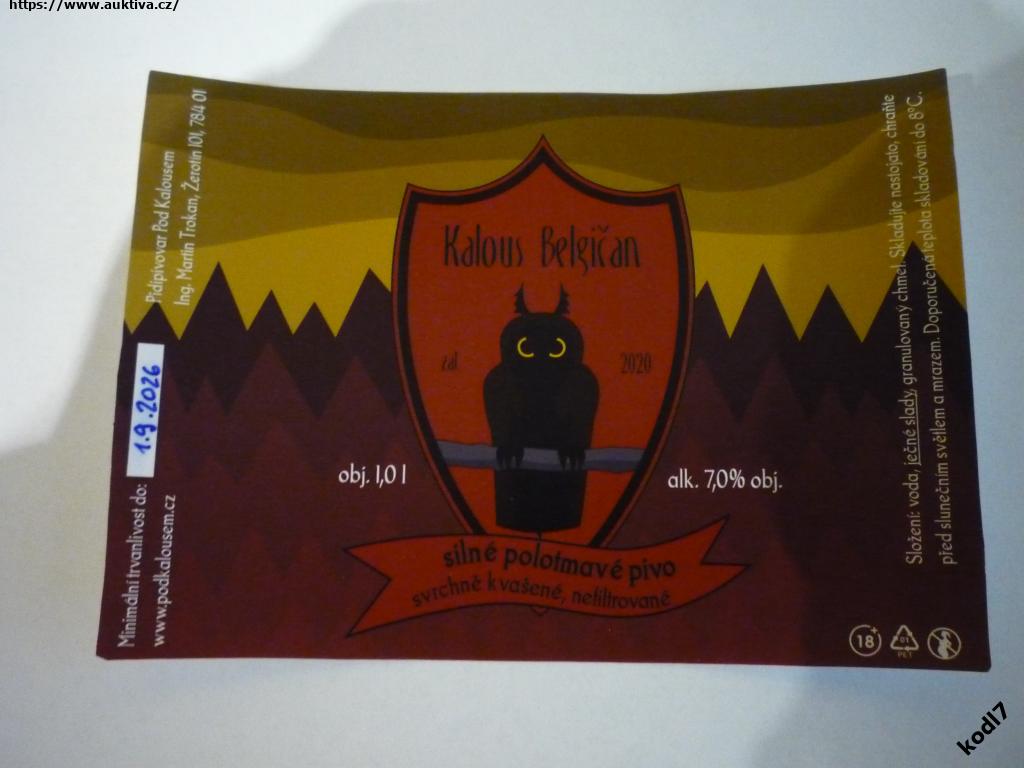 https://www.auktiva.cz/
Pidipivovar Pod Kalousem
Ing. Martin Trokan, Žerotín 101, 784 01
Minimální trvanlivost do: 1.9.2026
www.podkalousem.cz
Kalous Belgičan
zal. 2020
obj. 1,0 l
alk. 7,0% obj.
silné polotmavé pivo
svrchně kvašené, nefiltrované
Složení: voda, ječné slady, granulovaný chmel. Skladujte nastojato, chraňte
před slunečním světlem a mrazem. Doporučená teplota skladování do 8°C.
18+
01
PET
kodl7